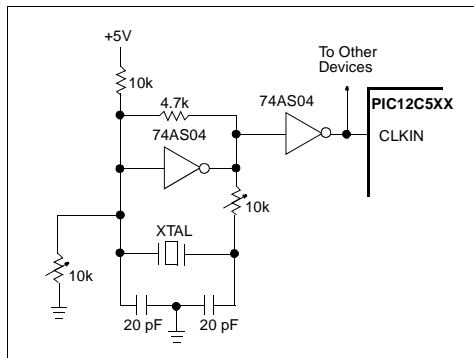 +5V
10k
4.7k
74AS04
74AS04
To Other
Devices
PIC12C5XX
CLKIN
10k
XTAL
10k
20 pF
20 pF